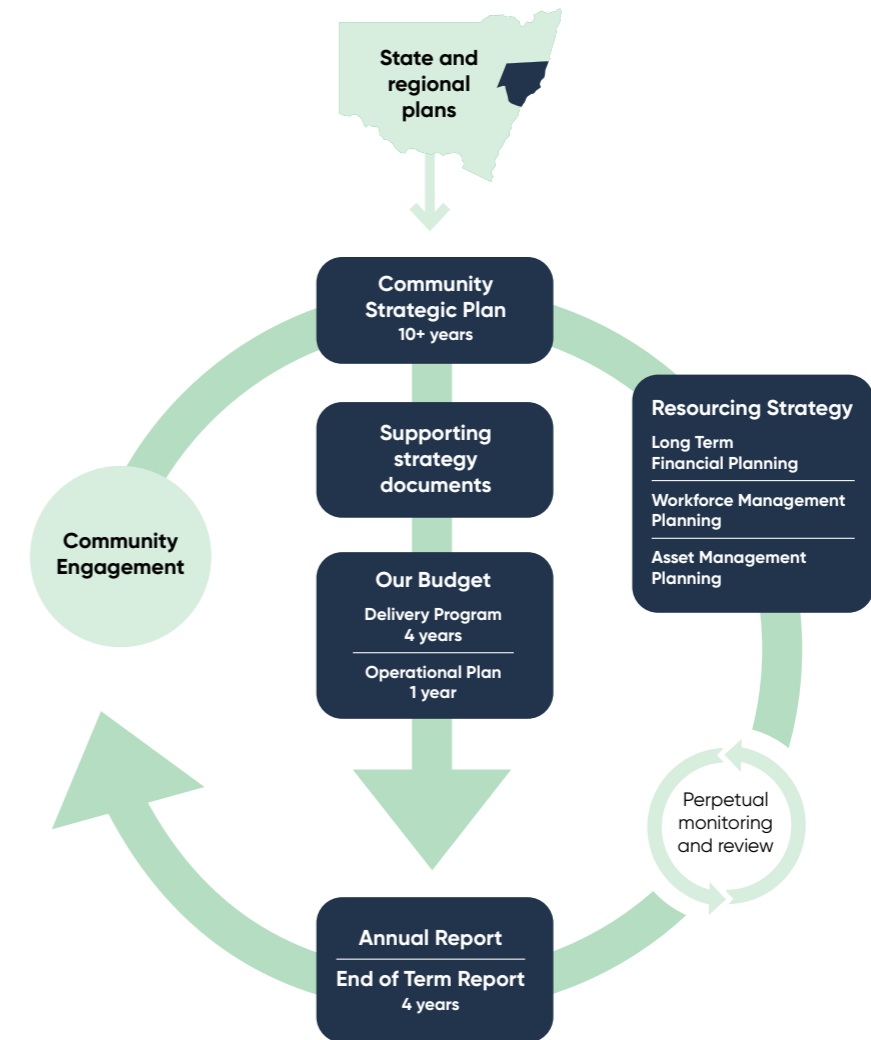 State and
regional
plans
Community
Strategic Plan
10+ years
Supporting
strategy
documents
Resourcing Strategy
Long Term
Financial Planning
Workforce Management
Planning
Asset Management
Planning
Community
Engagement
Our Budget
Delivery Program
4 years
Operational Plan
1 year
Perpetual
monitoring
and review
Annual Report
End of Term Report
4 years